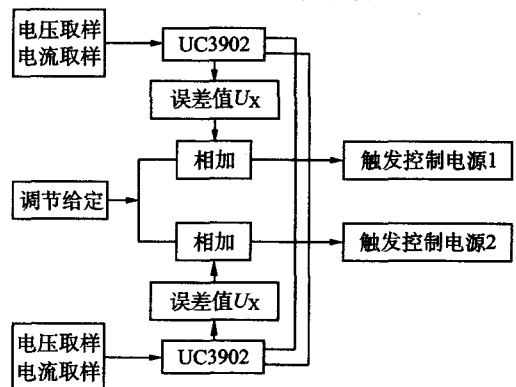 电压取样
电流取样
UC3902
误差值Ux
相加
触发控制电源1
调节给定
相加
触发控制电源2
误差值Ux
电压取样
电流取样
UC3902